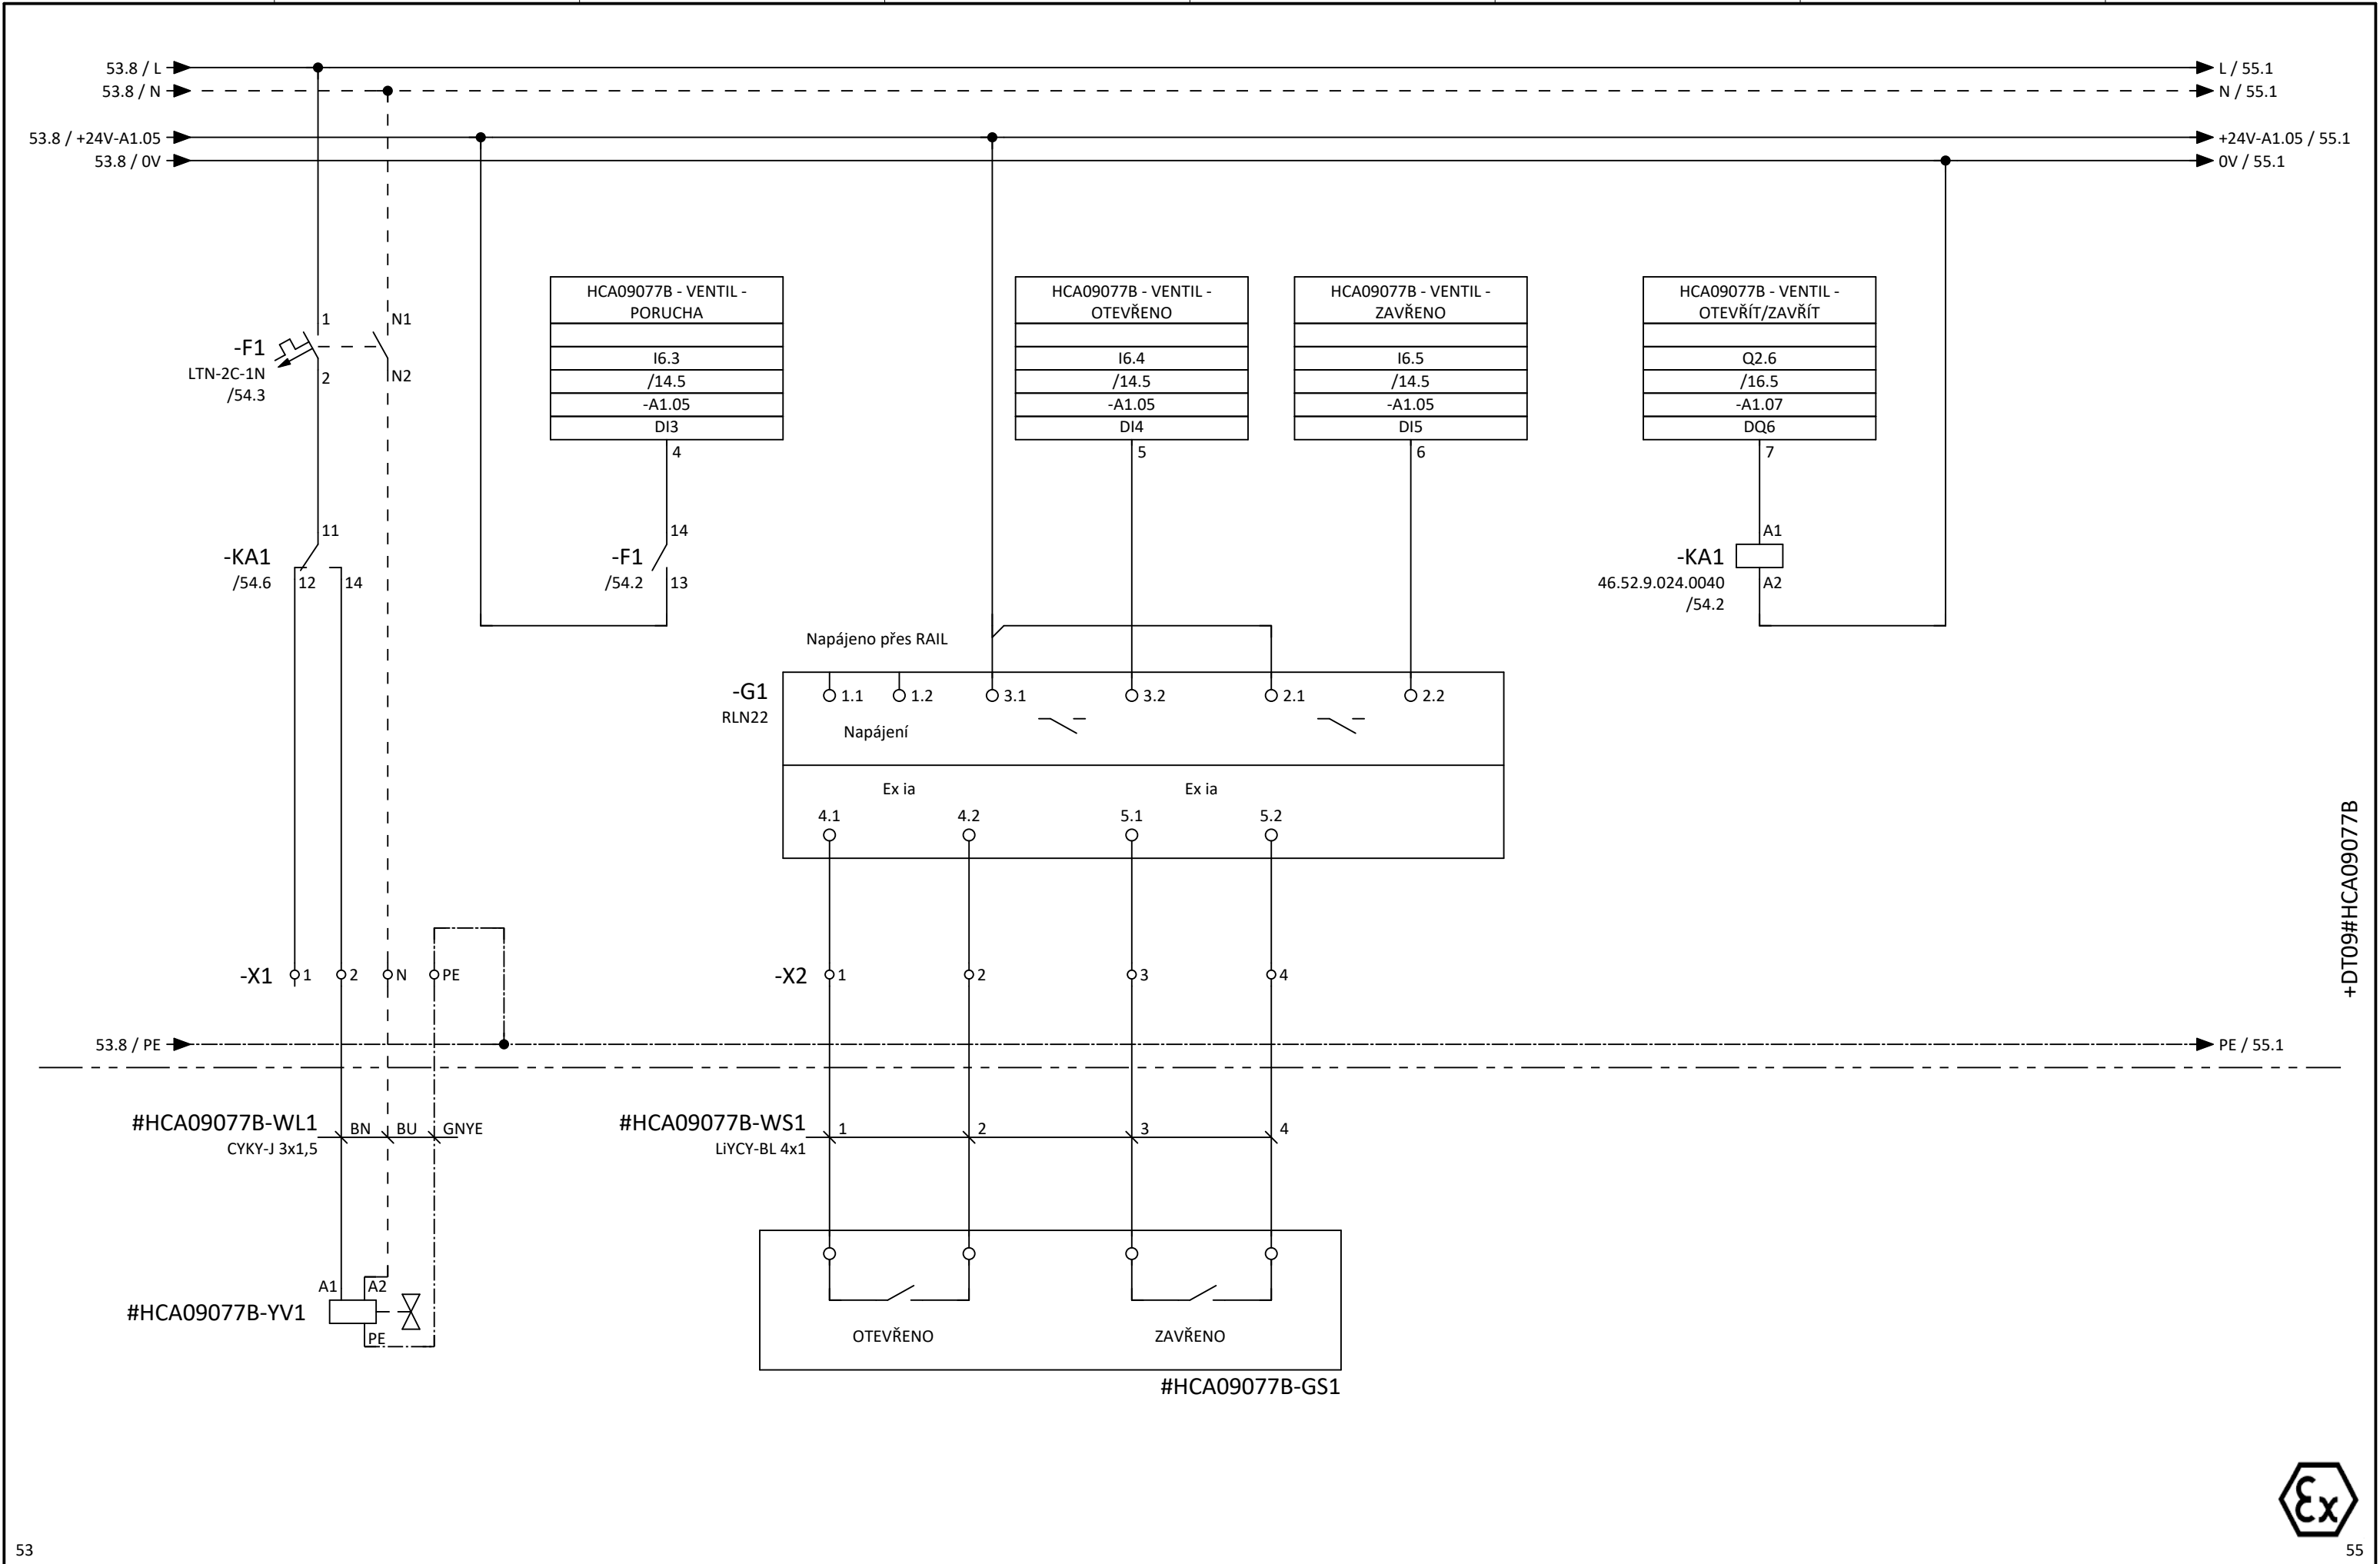 53.8 / L
L / 55.1
53.8 / N
N / 55.1
53.8 / +24V-A1.05
+24V-A1.05 / 55.1
53.8 / 0V
0V / 55.1
HCA09077B - VENTIL -
PORUCHA
I6.3
/14.5
-A1.05
DI3
4
HCA09077B - VENTIL -
OTEVŘENO
I6.4
/14.5
-A1.05
DI4
5
HCA09077B - VENTIL -
ZAVŘENO
I6.5
/14.5
-A1.05
DI5
6
HCA09077B - VENTIL -
OTEVŘÍT/ZAVŘÍT
Q2.6
/16.5
-A1.07
DQ6
7
1
N1
-F1
LTN-2C-1N
/54.3
2
N2
11
-KA1
/54.6
12
14
14
-F1
/54.2
13
A1
-KA1
46.52.9.024.0040
/54.2
A2
Napájeno přes RAIL
-G1
RLN22
1.1
1.2
3.1
3.2
2.1
2.2
Napájení
Ex ia
Ex ia
4.1
4.2
5.1
5.2
+DT09#HCA09077B
-X1
1
2
N
PE
-X2
1
2
3
4
53.8 / PE
PE / 55.1
#HCA09077B-WL1
CYKY-J 3x1,5
BN
BU
GNYE
#HCA09077B-WS1
LiYCY-BL 4x1
1
2
3
4
A1
A2
#HCA09077B-YV1
PE
OTEVŘENO
ZAVŘENO
#HCA09077B-GS1
Ex
53
55